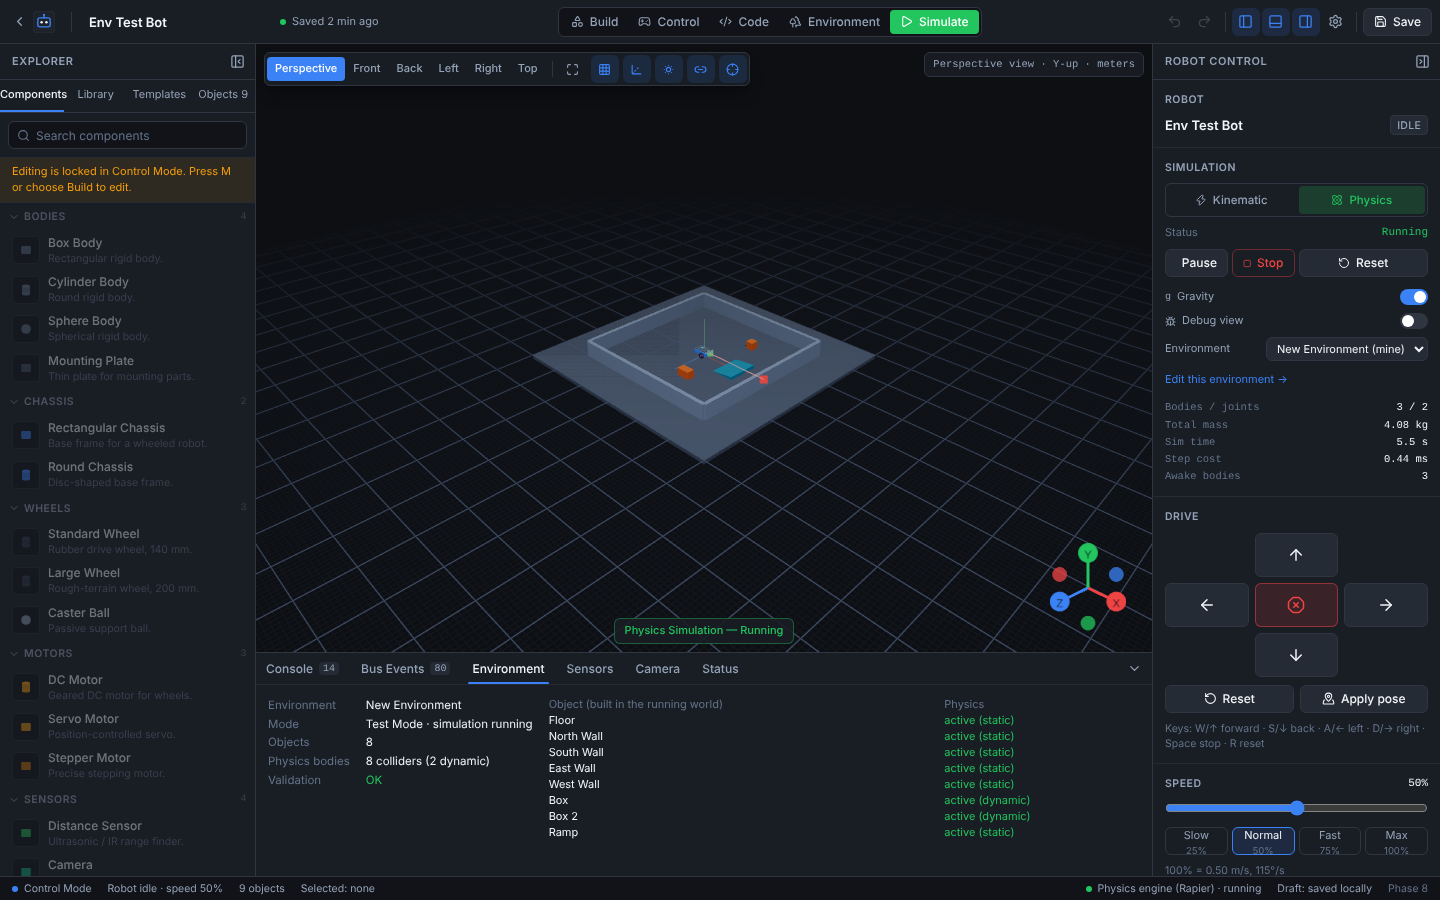 Env Test Bot
Saved 2 min ago
Build
Control
Code
Environment
Simulate
Save
EXPLORER
Components
Library
Templates
Objects 9
Search components
Editing is locked in Control Mode. Press M
or choose Build to edit.
BODIES 4
Box Body
Rectangular rigid body.
Cylinder Body
Round rigid body.
Sphere Body
Spherical rigid body.
Mounting Plate
Thin plate for mounting parts.
CHASSIS 2
Rectangular Chassis
Base frame for a wheeled robot.
Round Chassis
Disc-shaped base frame.
WHEELS 3
Standard Wheel
Rubber drive wheel, 140 mm.
Large Wheel
Rough-terrain wheel, 200 mm.
Caster Ball
Passive support ball.
MOTORS 3
DC Motor
Geared DC motor for wheels.
Servo Motor
Position-controlled servo.
Stepper Motor
Precise stepping motor.
SENSORS 4
Distance Sensor
Ultrasonic / IR range finder.
Camera
Perspective
Front
Back
Left
Right
Top
Perspective view · Y-up · meters
Y
Z
X
Physics Simulation — Running
Console 14
Bus Events 80
Environment
Sensors
Camera
Status
Environment New Environment
Mode Test Mode · simulation running
Objects 8
Physics bodies 8 colliders (2 dynamic)
Validation OK
Object (built in the running world) Physics
Floor active (static)
North Wall active (static)
South Wall active (static)
East Wall active (static)
West Wall active (static)
Box active (dynamic)
Box 2 active (dynamic)
Ramp active (static)
ROBOT CONTROL
ROBOT
Env Test Bot IDLE
SIMULATION
Kinematic
Physics
Status Running
Pause
Stop
Reset
g Gravity
Debug view
Environment New Environment (mine)
Edit this environment →
Bodies / joints 3 / 2
Total mass 4.08 kg
Sim time 5.5 s
Step cost 0.44 ms
Awake bodies 3
DRIVE
Reset
Apply pose
Keys: W/↑ forward · S/↓ back · A/← left · D/→ right ·
Space stop · R reset
SPEED 50%
Slow
25%
Normal
50%
Fast
75%
Max
100%
100% = 0.50 m/s, 115°/s
Control Mode
Robot idle · speed 50%
9 objects
Selected: none
Physics engine (Rapier) · running
Draft: saved locally
Phase 8